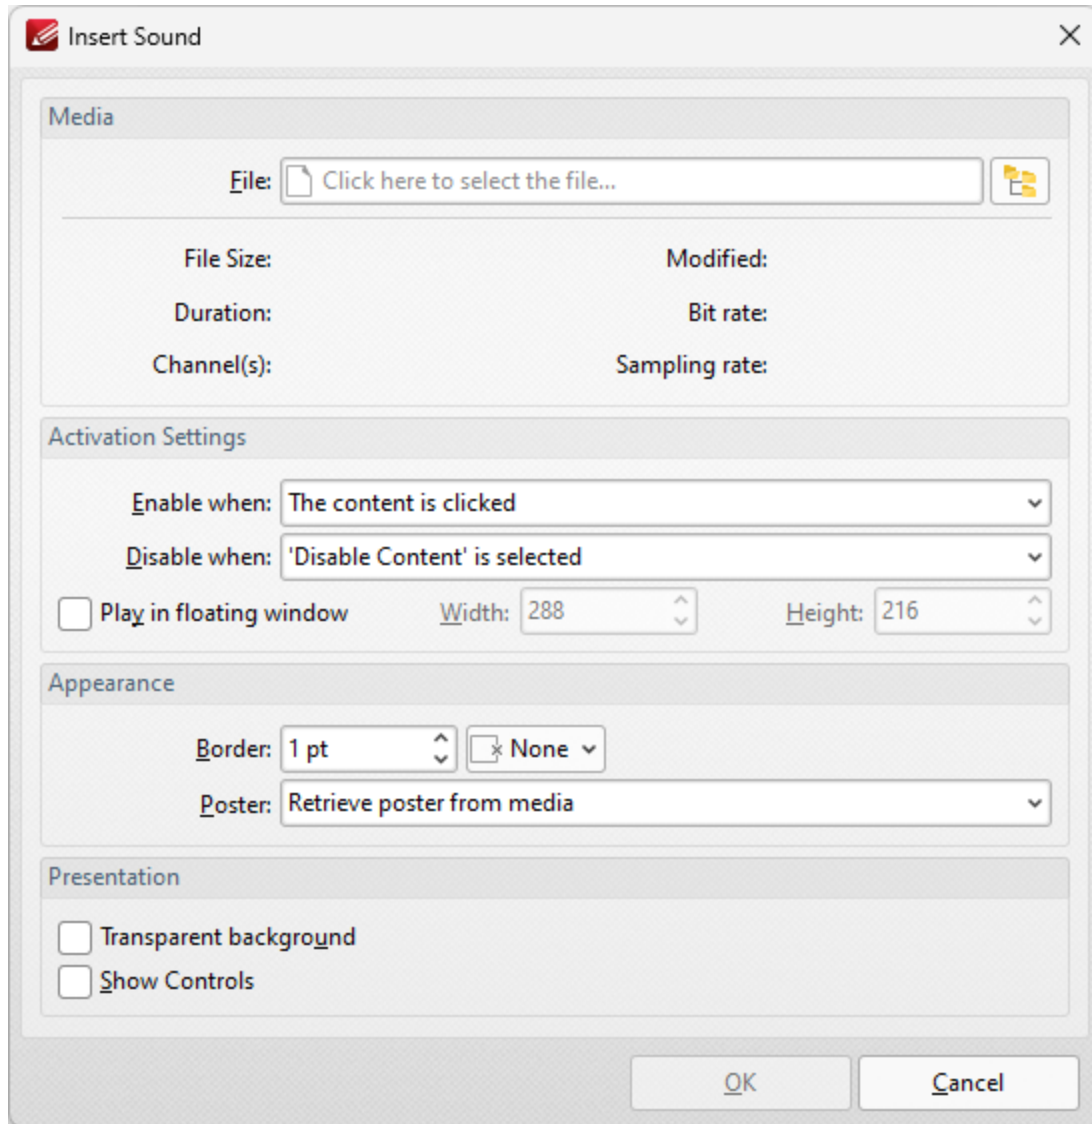 Insert Sound
Media
File: Click here to select the file...
File Size: Modified:
Duration: Bit rate:
Channel(s): Sampling rate:
Activation Settings
Enable when: The content is clicked
Disable when: 'Disable Content' is selected
Play in floating window Width: 288 Height: 216
Appearance
Border: 1 pt None
Poster: Retrieve poster from media
Presentation
Transparent background
Show Controls
OK Cancel